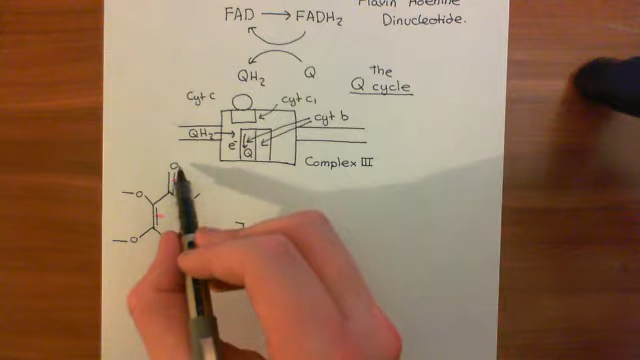 Flavin Adenine
FAD → FADH2
Dinucleotide.
QH2
Q
The
Q cycle
Cyt c
cyt c1
cyt b
QH2
e-
Q
Complex III
O
O
O